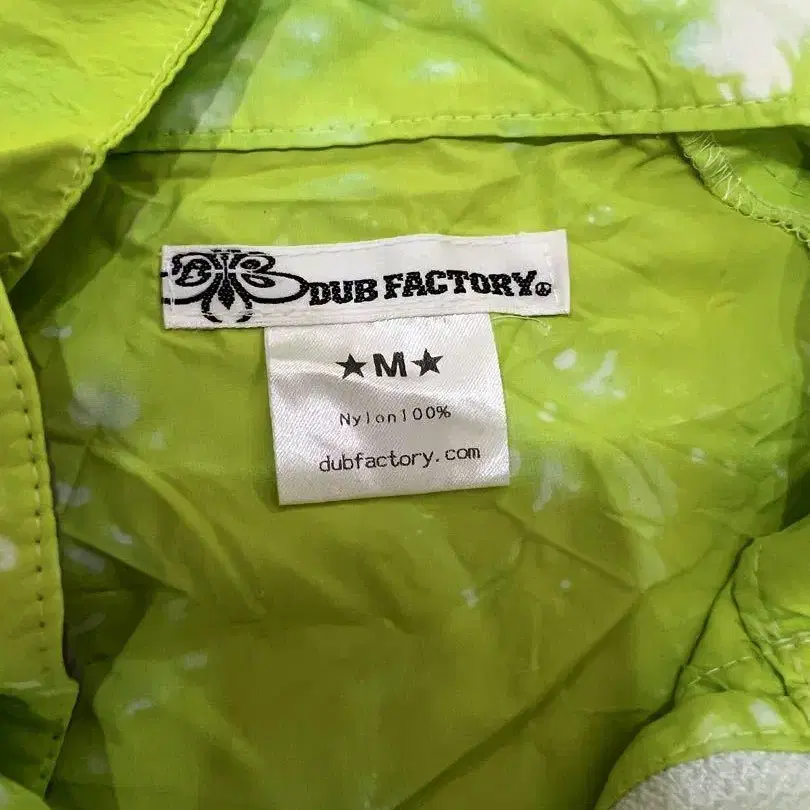 DUB FACTORY
★M★
Nylon100%
dubfactory.com